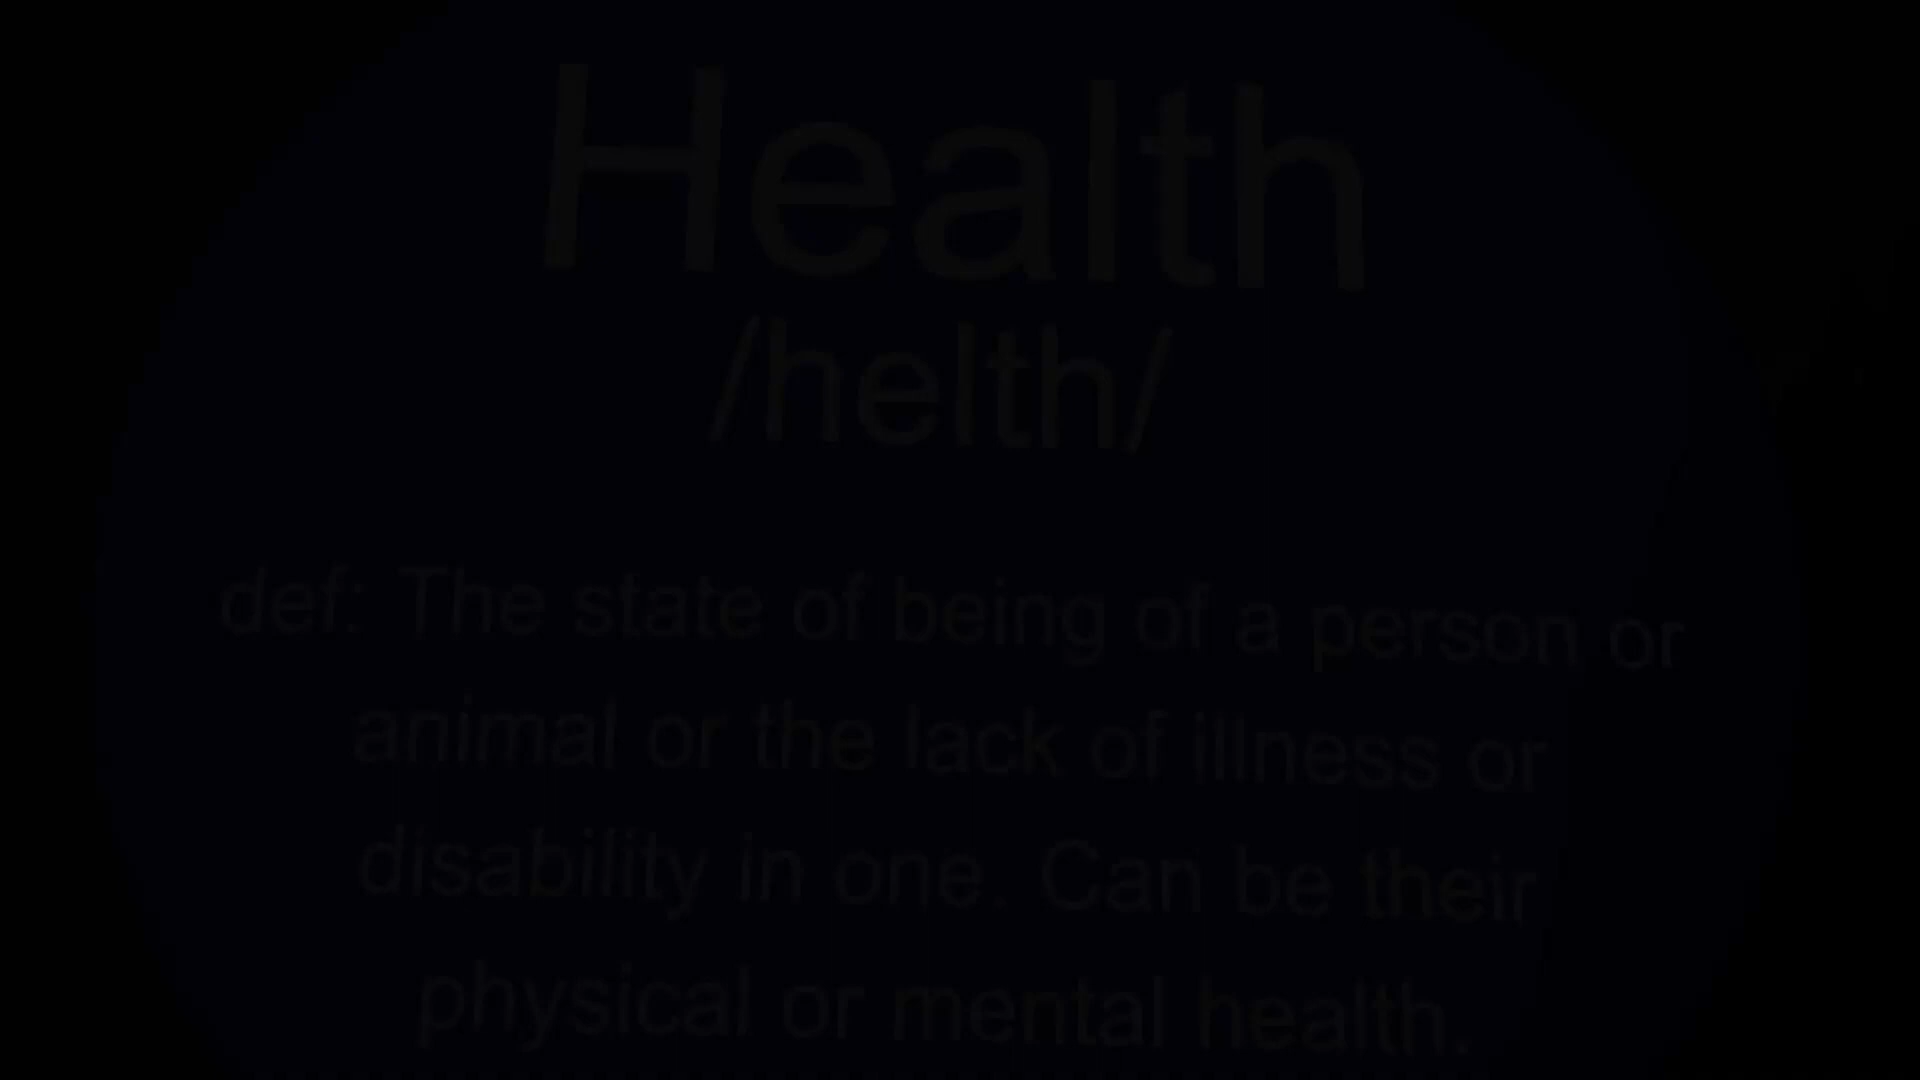 Health
/helth/
def: The state of being of a person or
animal or the lack of illness or
disability in one. Can be their
physical or mental health.